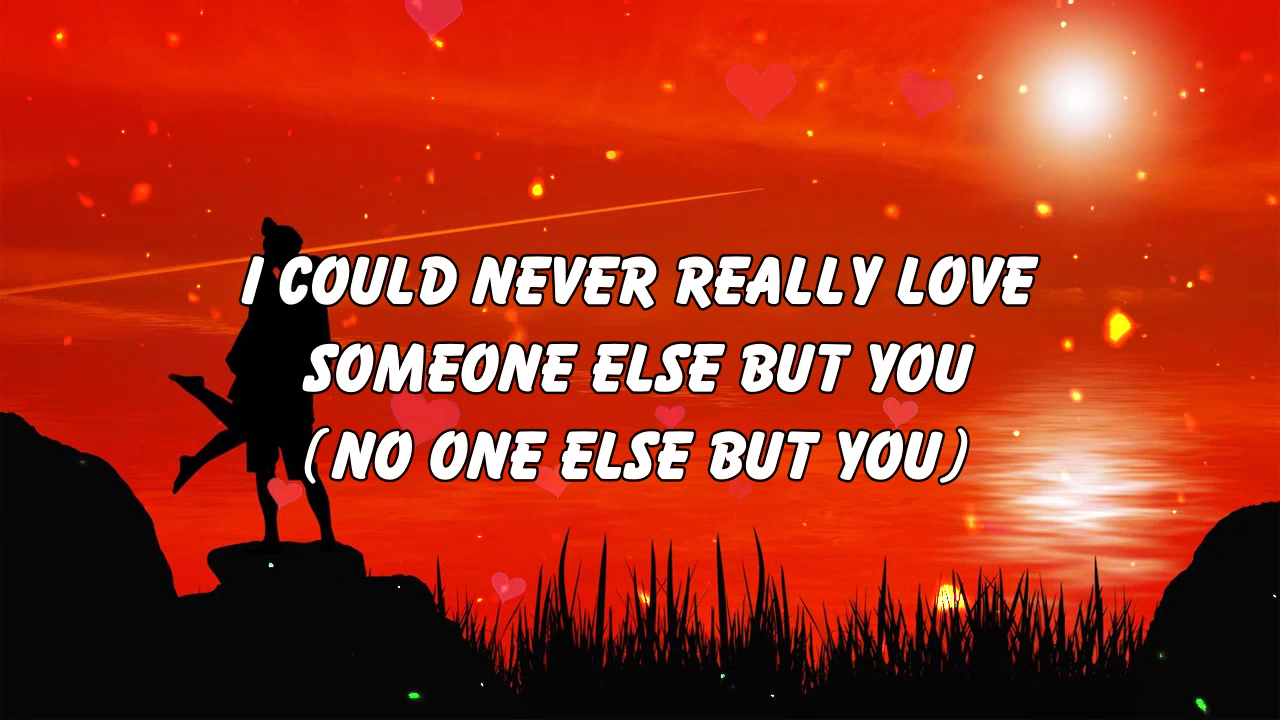 I COULD NEVER REALLY LOVE
SOMEONE ELSE BUT YOU
(NO ONE ELSE BUT YOU)